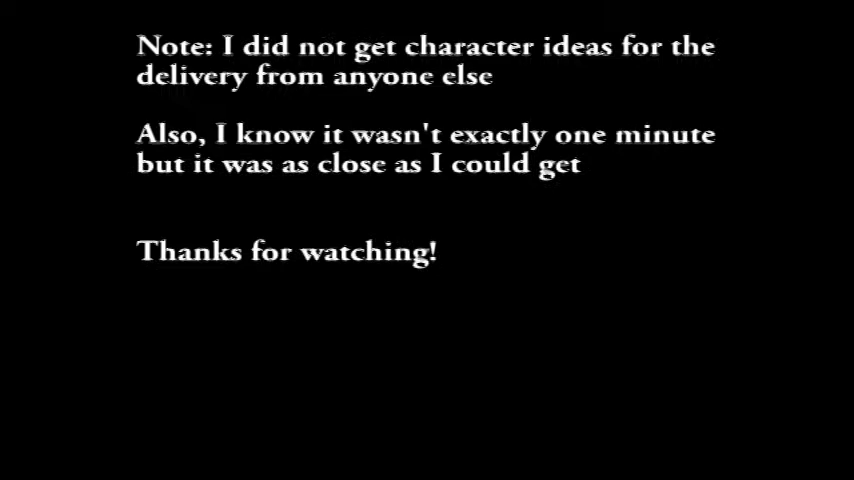 Note: I did not get character ideas for the
delivery from anyone else
Also, I know it wasn't exactly one minute
but it was as close as I could get
Thanks for watching!